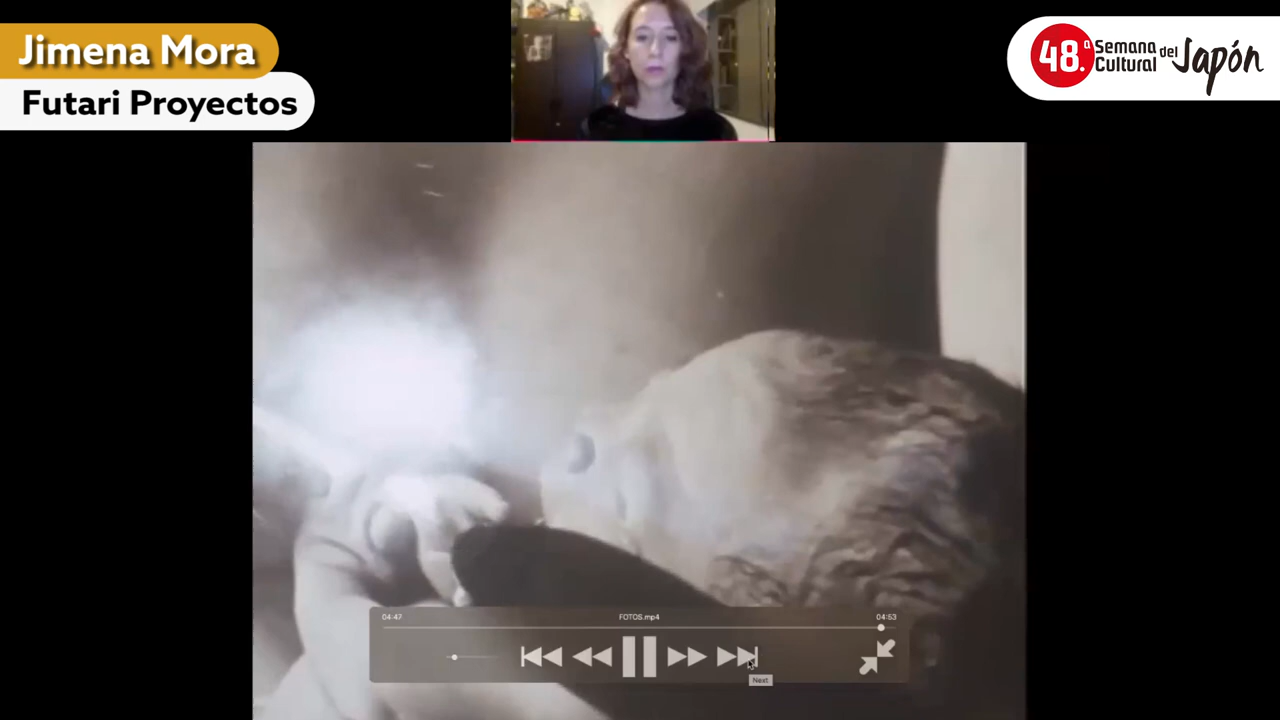 Jimena Mora
Futari Proyectos
48.ª Semana Cultural del Japón
04:47
FOTOS.mp4
04:53
Next